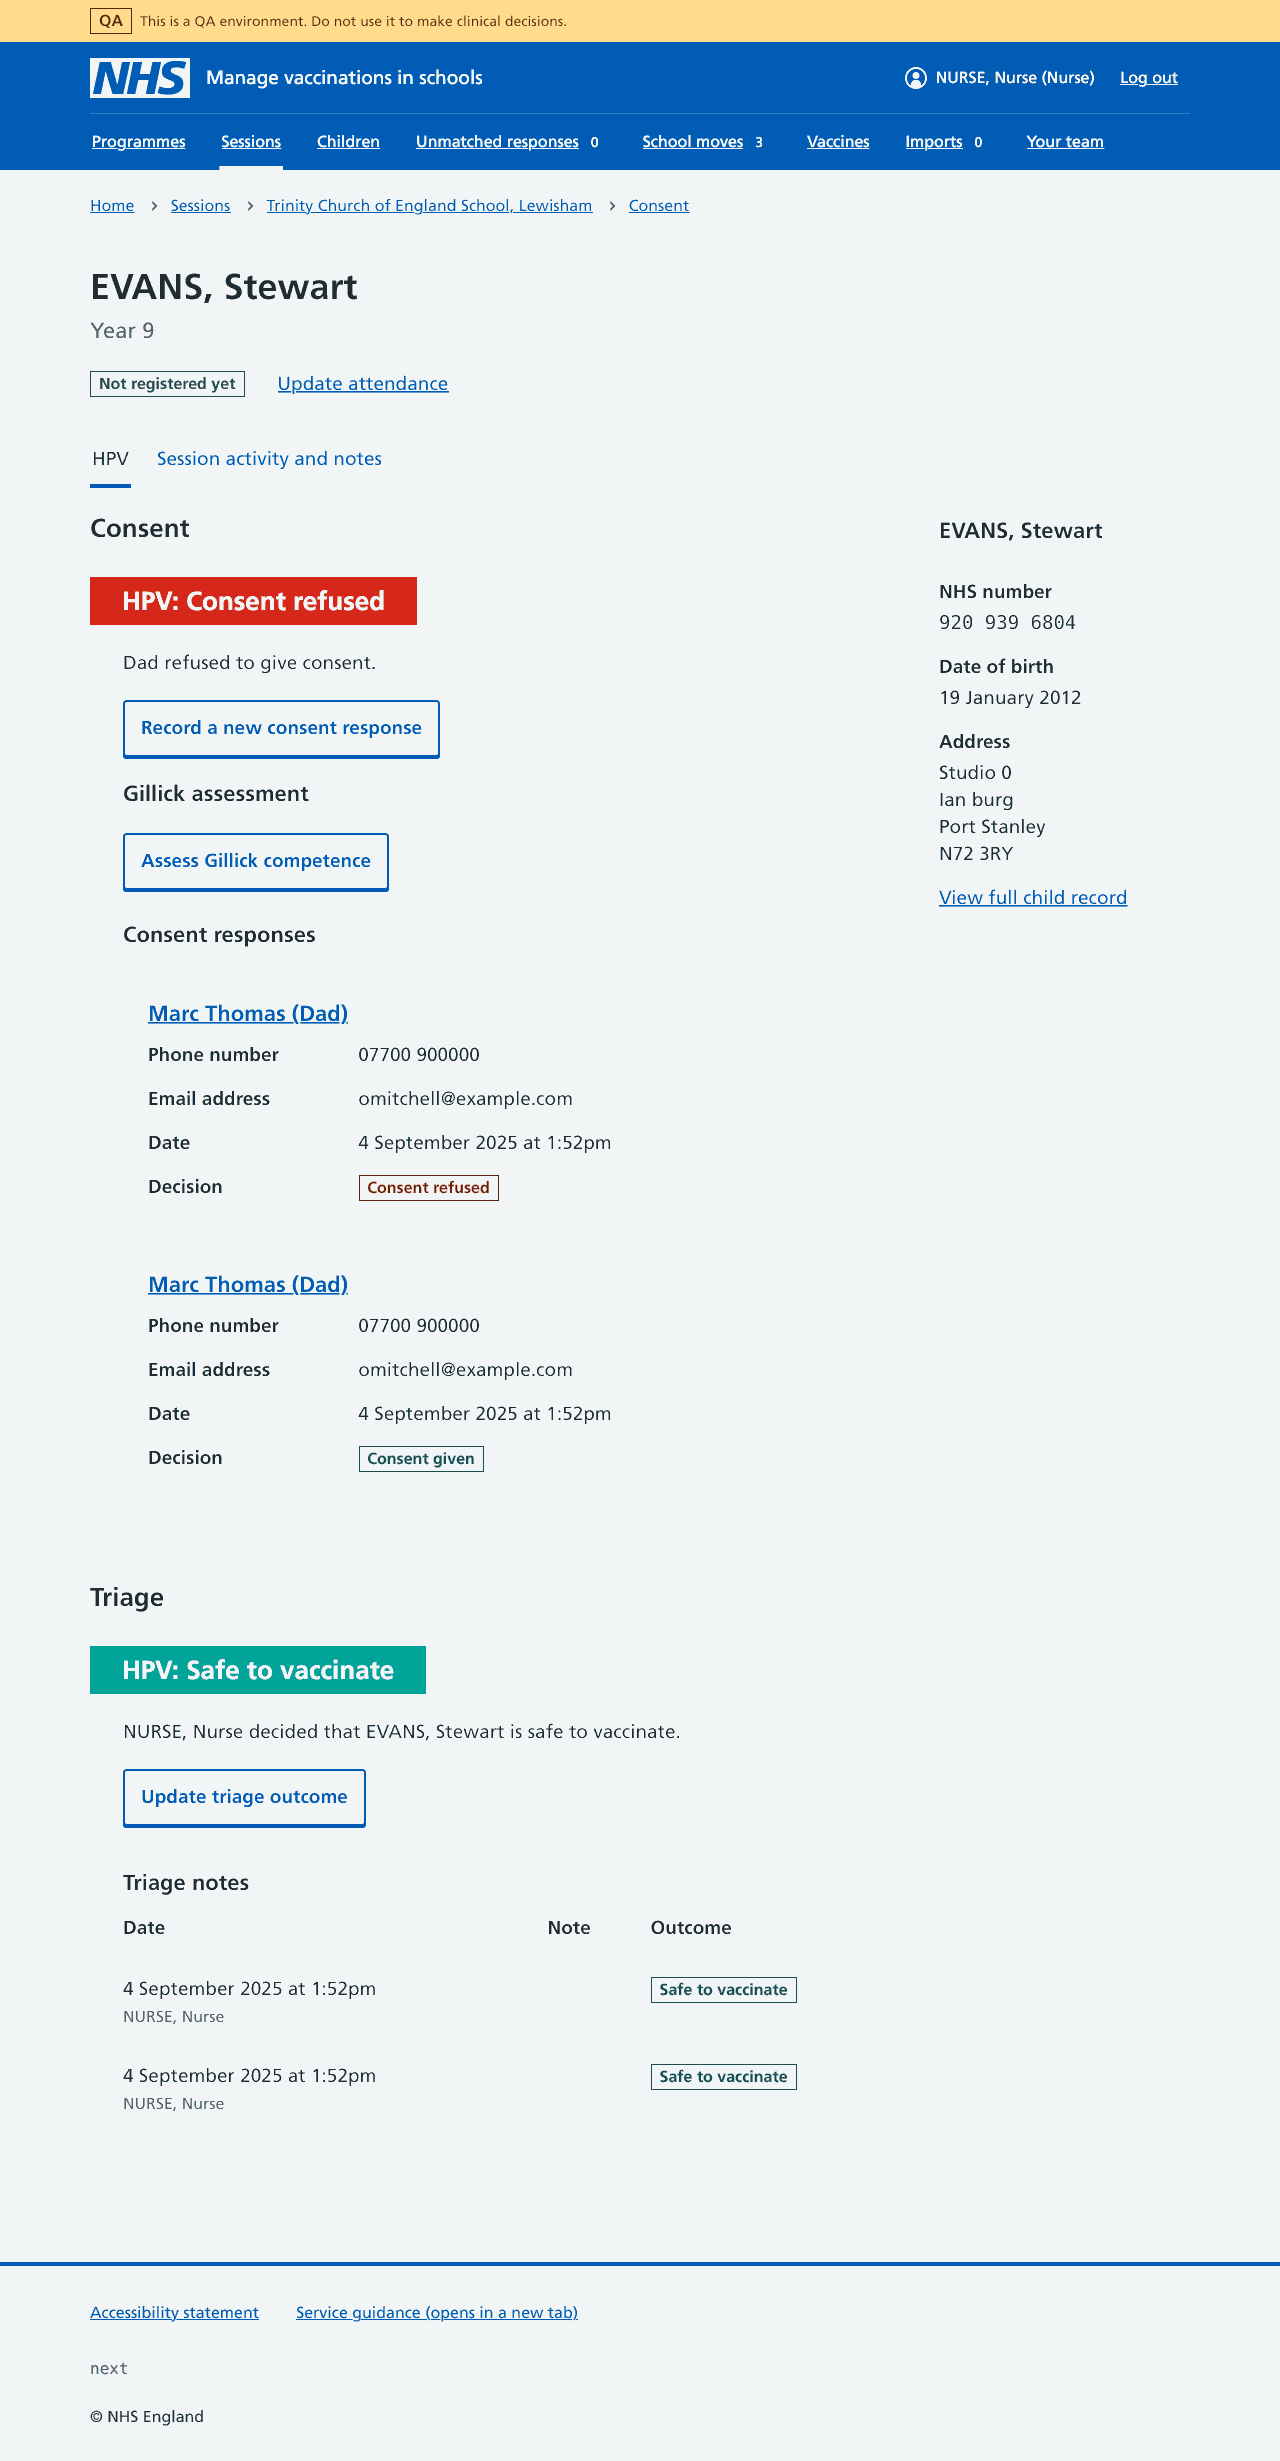 QA This is a QA environment. Do not use it to make clinical decisions.
NHS Manage vaccinations in schools NURSE, Nurse (Nurse) Log out
Programmes Sessions Children Unmatched responses 0 School moves 3 Vaccines Imports 0 Your team
Home › Sessions › Trinity Church of England School, Lewisham › Consent
EVANS, Stewart
Year 9
Not registered yet Update attendance
HPV Session activity and notes
Consent
HPV: Consent refused
Dad refused to give consent.
Record a new consent response
Gillick assessment
Assess Gillick competence
Consent responses
Marc Thomas (Dad)
Phone number 07700 900000
Email address omitchell@example.com
Date 4 September 2025 at 1:52pm
Decision Consent refused
Marc Thomas (Dad)
Phone number 07700 900000
Email address omitchell@example.com
Date 4 September 2025 at 1:52pm
Decision Consent given
EVANS, Stewart
NHS number
920 939 6804
Date of birth
19 January 2012
Address
Studio 0
Ian burg
Port Stanley
N72 3RY
View full child record
Triage
HPV: Safe to vaccinate
NURSE, Nurse decided that EVANS, Stewart is safe to vaccinate.
Update triage outcome
Triage notes
Date Note Outcome
4 September 2025 at 1:52pm Safe to vaccinate
NURSE, Nurse
4 September 2025 at 1:52pm Safe to vaccinate
NURSE, Nurse
Accessibility statement Service guidance (opens in a new tab)
next
© NHS England